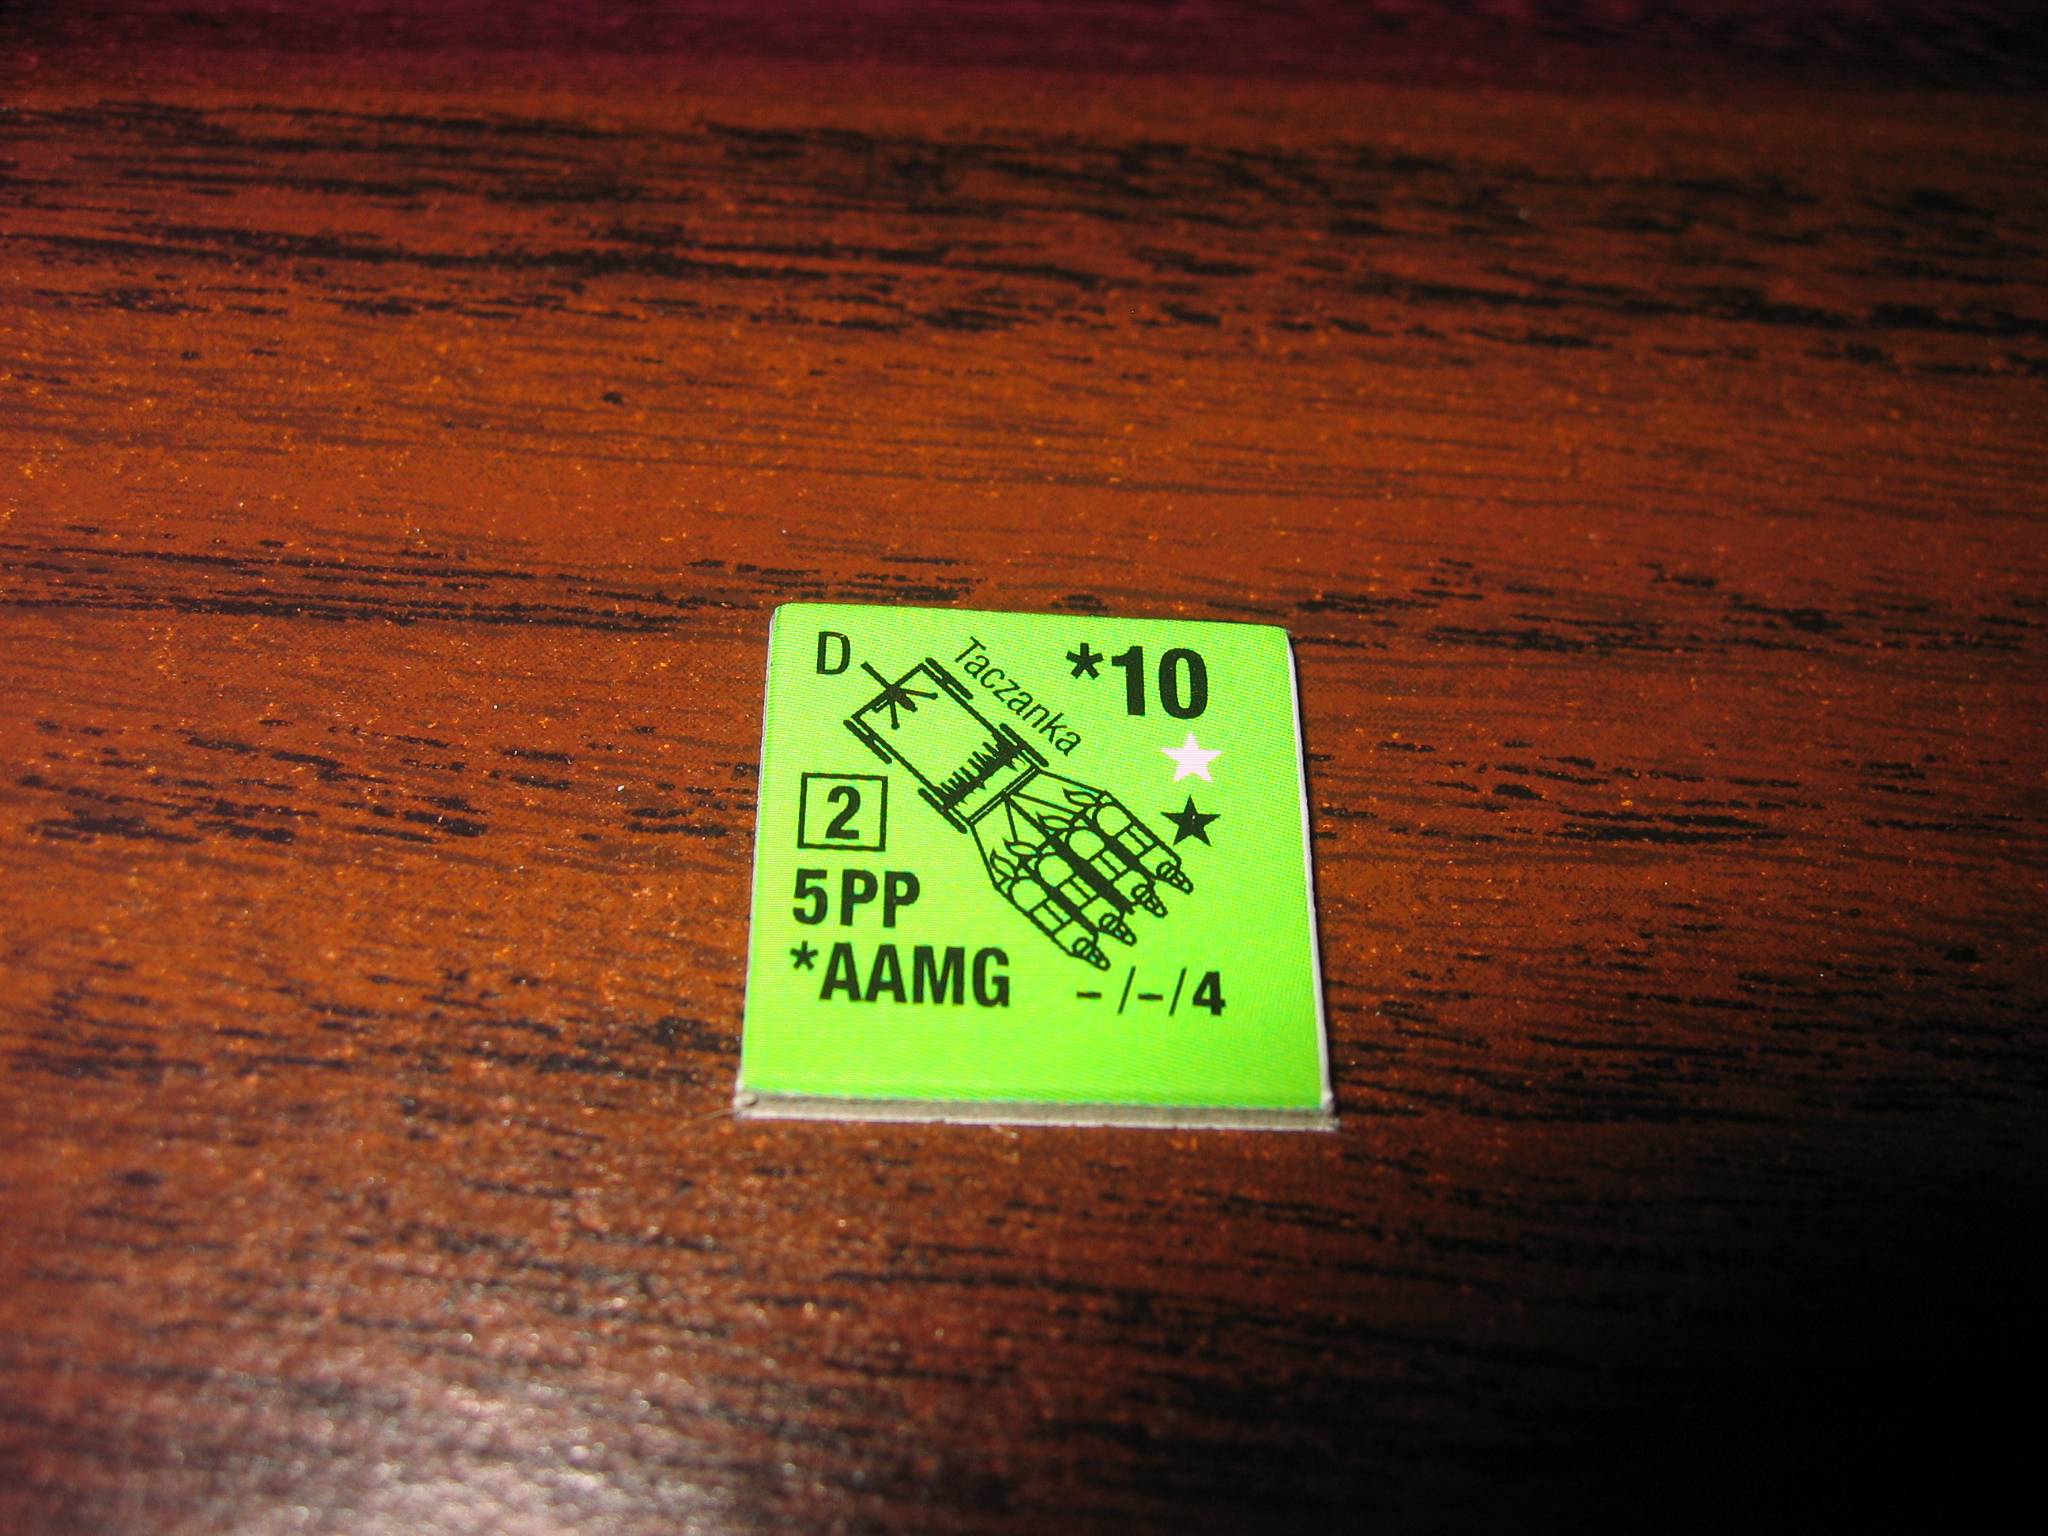 D
Taczanka
*10
2
5PP
*AAMG
-/-/4